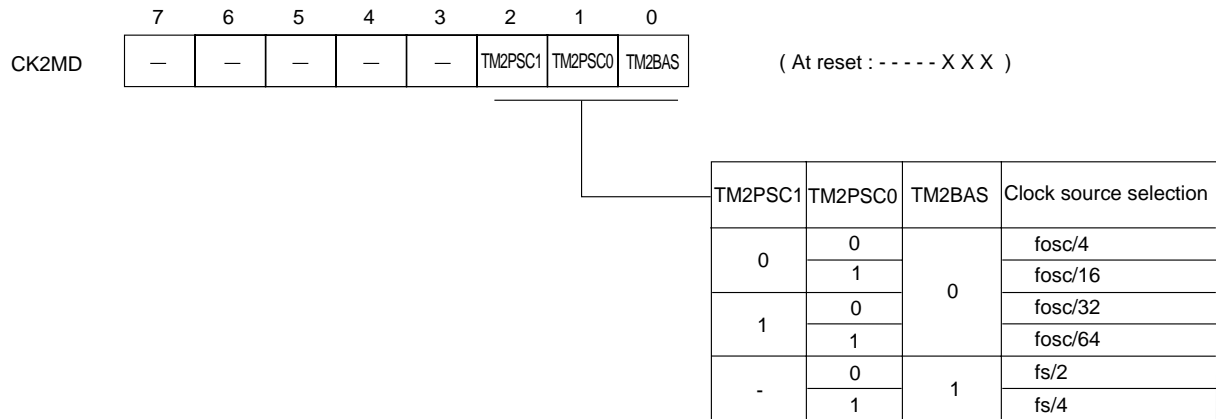 7 6 5 4 3 2 1 0
CK2MD — — — — — TM2PSC1 TM2PSC0 TM2BAS ( At reset : - - - - - X X X )
TM2PSC1 TM2PSC0 TM2BAS Clock source selection
0 0 0 fosc/4
1 fosc/16
1 0 fosc/32
1 fosc/64
- 0 1 fs/2
1 fs/4